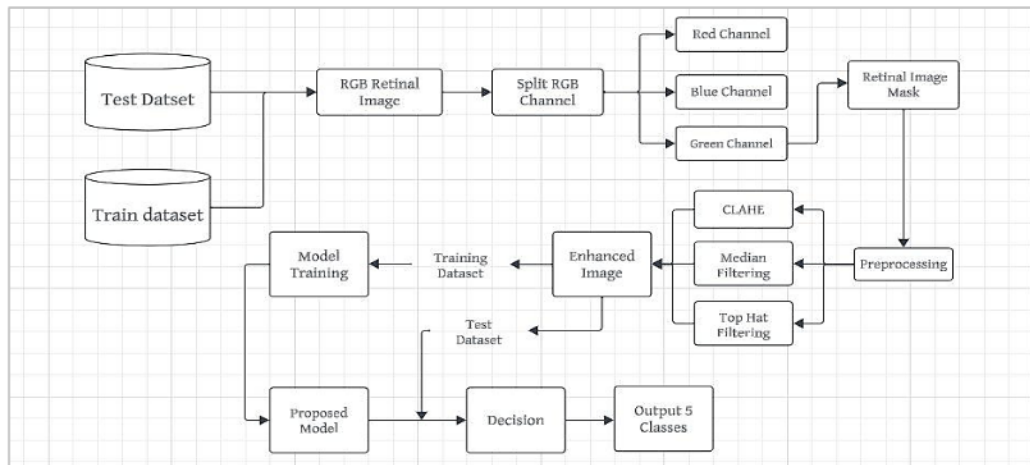 Test Datset
Train dataset
RGB Retinal
Image
Split RGB
Channel
Red Channel
Blue Channel
Green Channel
Retinal Image
Mask
Preprocessing
CLAHE
Median
Filtering
Top Hat
Filtering
Enhanced
Image
Training
Dataset
Model
Training
Test
Dataset
Proposed
Model
Decision
Output 5
Classes